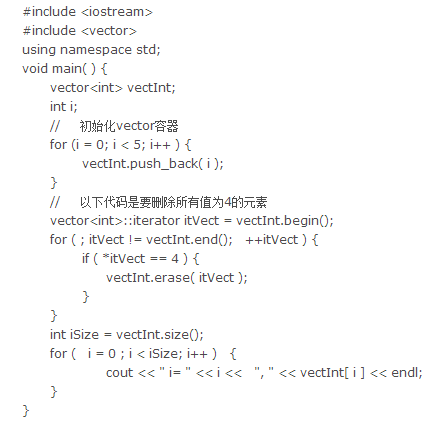 #include <iostream>
#include <vector>
using namespace std;
void main( ) {
vector<int> vectInt;
int i;
// 初始化vector容器
for (i = 0; i < 5; i++ ) {
vectInt.push_back( i );
}
// 以下代码是要删除所有值为4的元素
vector<int>::iterator itVect = vectInt.begin();
for ( ; itVect != vectInt.end(); ++itVect ) {
if ( *itVect == 4 ) {
vectInt.erase( itVect );
}
}
int iSize = vectInt.size();
for ( i = 0 ; i < iSize; i++ ) {
cout << " i= " << i << ", " << vectInt[ i ] << endl;
}
}